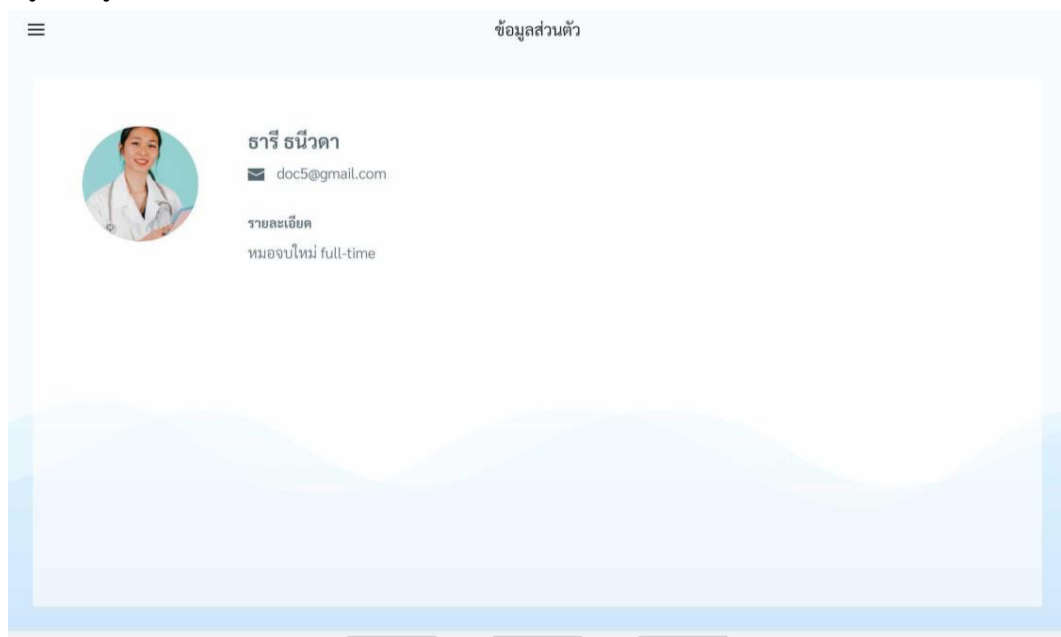 ข้อมูลส่วนตัว
ธารี ธนีวดา
doc5@gmail.com
รายละเอียด
หมอจบใหม่ full-time